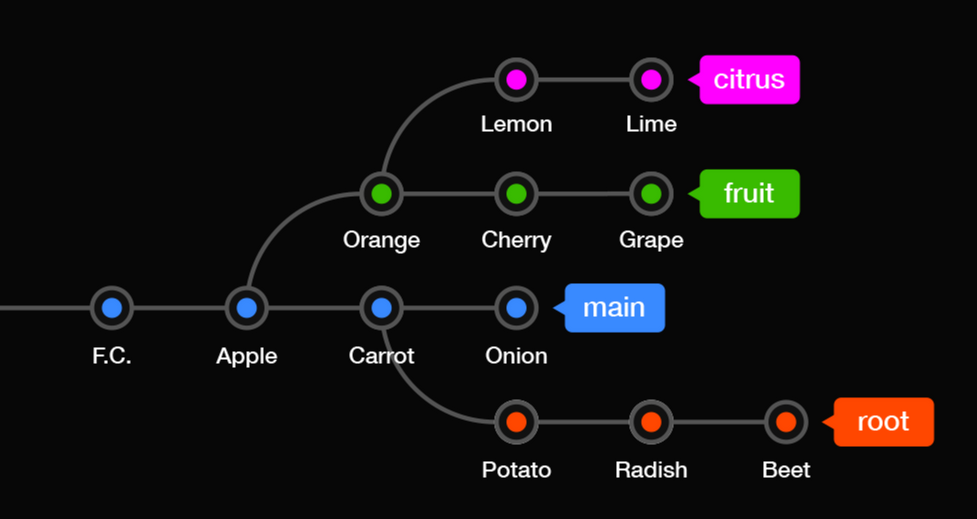 citrus
Lemon Lime
fruit
Orange Cherry Grape
main
F.C. Apple Carrot Onion
root
Potato Radish Beet